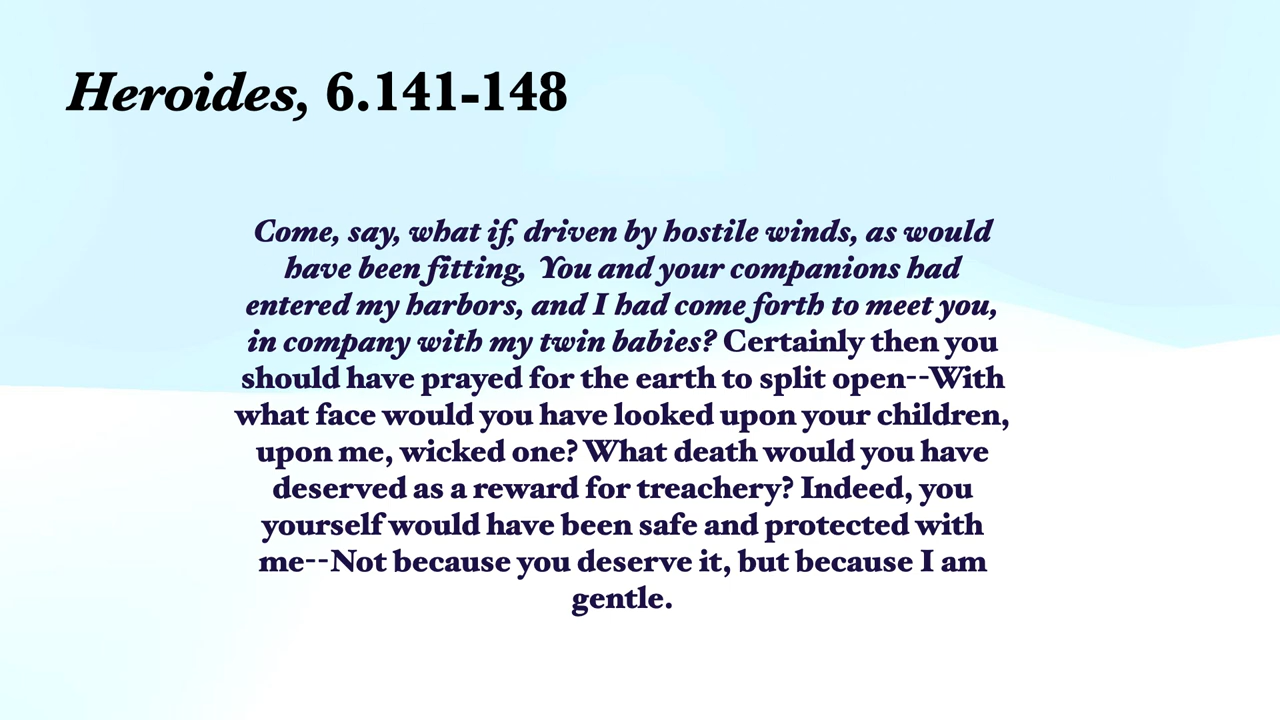 Heroides, 6.141-148
Come, say, what if, driven by hostile winds, as would
have been fitting, You and your companions had
entered my harbors, and I had come forth to meet you,
in company with my twin babies? Certainly then you
should have prayed for the earth to split open--With
what face would you have looked upon your children,
upon me, wicked one? What death would you have
deserved as a reward for treachery? Indeed, you
yourself would have been safe and protected with
me--Not because you deserve it, but because I am
gentle.